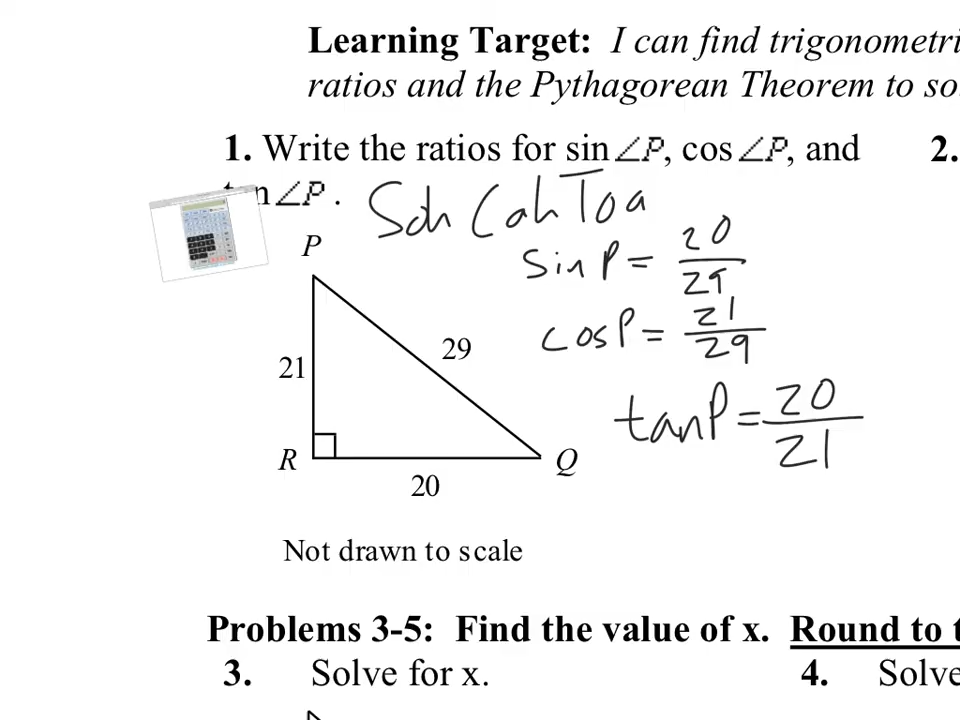 Learning Target: I can find trigonometri
ratios and the Pythagorean Theorem to so
1. Write the ratios for sin ∠P, cos ∠P, and
2.
∠P.
Soh Cah Toa
P
sin P = 20/29
cos P = 21/29
21
29
tan P = 20/21
R
Q
20
Not drawn to scale
Problems 3-5: Find the value of x. Round to t
3. Solve for x.
4. Solve